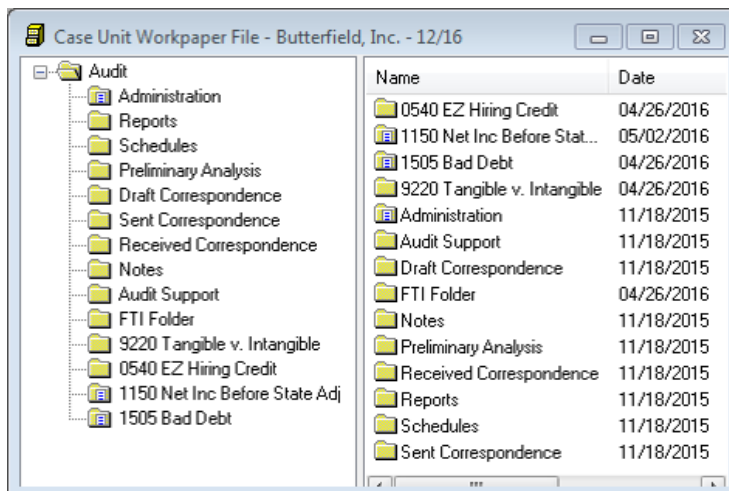 Case Unit Workpaper File - Butterfield, Inc. - 12/16
Audit
Administration
Reports
Schedules
Preliminary Analysis
Draft Correspondence
Sent Correspondence
Received Correspondence
Notes
Audit Support
FTI Folder
9220 Tangible v. Intangible
0540 EZ Hiring Credit
1150 Net Inc Before State Adj
1505 Bad Debt
Name Date
0540 EZ Hiring Credit 04/26/2016
1150 Net Inc Before Stat... 05/02/2016
1505 Bad Debt 04/26/2016
9220 Tangible v. Intangible 04/26/2016
Administration 11/18/2015
Audit Support 11/18/2015
Draft Correspondence 11/18/2015
FTI Folder 04/26/2016
Notes 11/18/2015
Preliminary Analysis 11/18/2015
Received Correspondence 11/18/2015
Reports 11/18/2015
Schedules 11/18/2015
Sent Correspondence 11/18/2015